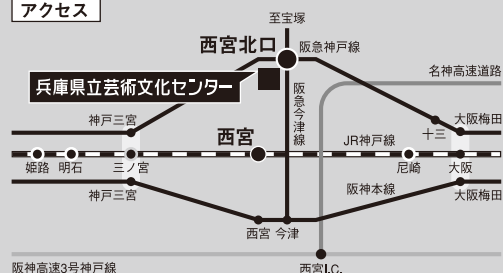 アクセス
至宝塚
西宮北口
阪急神戸線
兵庫県立芸術文化センター
阪急今津線
名神高速道路
神戸三宮
西宮
JR神戸線
十三
大阪梅田
姫路
明石
三ノ宮
尼崎
大阪
神戸三宮
阪神本線
大阪梅田
西宮
今津
阪神高速3号神戸線
西宮I.C.